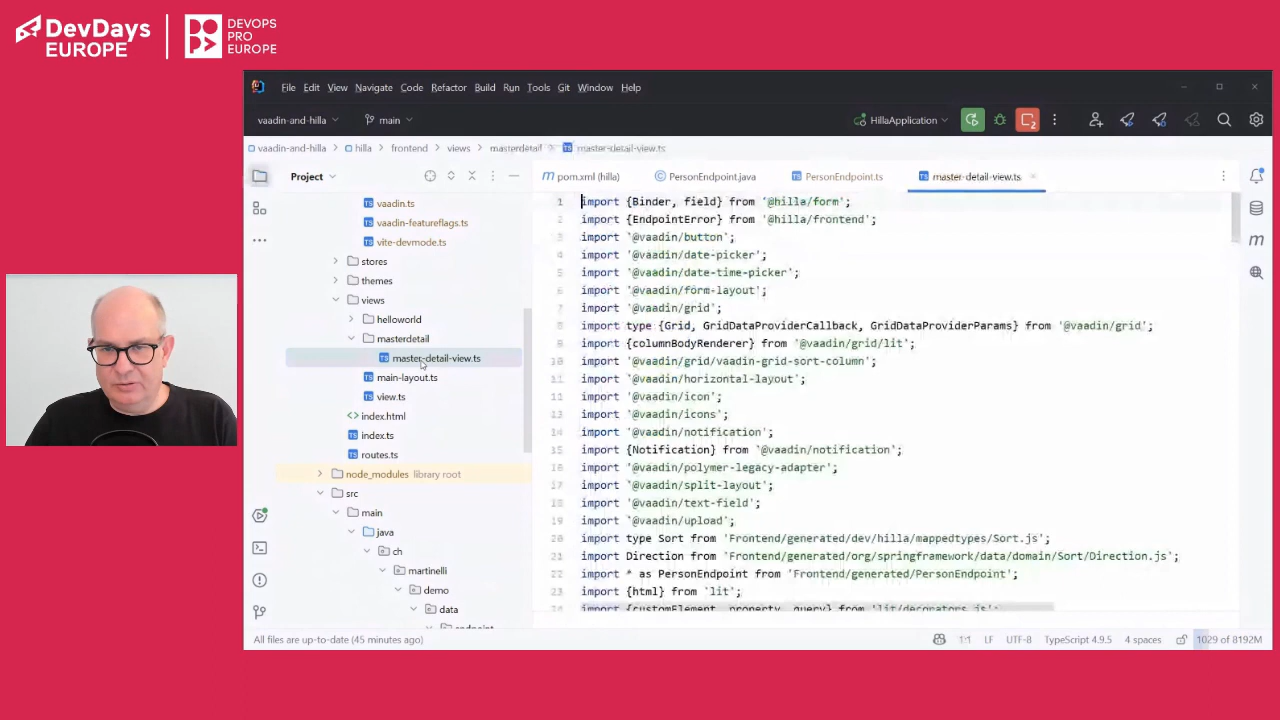 DevDays
EUROPE
DEVOPS
PRO
EUROPE
File Edit View Navigate Code Refactor Build Run Tools Git Window Help
vaadin-and-hilla main HillaApplication 2
vaadin-and-hilla hilla frontend views masterdetail master-detail-view.ts
Project
pom.xml (hilla) PersonEndpoint.java PersonEndpoint.ts master-detail-view.ts
vaadin.ts
vaadin-featureflags.ts
vite-devmode.ts
stores
themes
views
helloworld
masterdetail
master-detail-view.ts
main-layout.ts
view.ts
index.html
index.ts
routes.ts
node_modules library root
src
main
java
ch
martinelli
demo
data
endpoint
1 import {Binder, field} from '@hilla/form';
2 import {EndpointError} from '@hilla/frontend';
3 import '@vaadin/button';
4 import '@vaadin/date-picker';
5 import '@vaadin/date-time-picker';
6 import '@vaadin/form-layout';
7 import '@vaadin/grid';
8 import type {Grid, GridDataProviderCallback, GridDataProviderParams} from '@vaadin/grid';
9 import {columnBodyRenderer} from '@vaadin/grid/lit';
10 import '@vaadin/grid/vaadin-grid-sort-column';
11 import '@vaadin/horizontal-layout';
12 import '@vaadin/icon';
13 import '@vaadin/icons';
14 import '@vaadin/notification';
15 import {Notification} from '@vaadin/notification';
16 import '@vaadin/polymer-legacy-adapter';
17 import '@vaadin/split-layout';
18 import '@vaadin/text-field';
19 import '@vaadin/upload';
20 import type Sort from 'Frontend/generated/dev/hilla/mappedtypes/Sort.js';
21 import Direction from 'Frontend/generated/org/springframework/data/domain/Sort/Direction.js';
22 import * as PersonEndpoint from 'Frontend/generated/PersonEndpoint';
23 import {html} from 'lit';
24 import {customElement, property, query} from 'lit/decorators.js';
All files are up-to-date (45 minutes ago) 1:1 LF UTF-8 TypeScript 4.9.5 4 spaces 1029 of 8192M